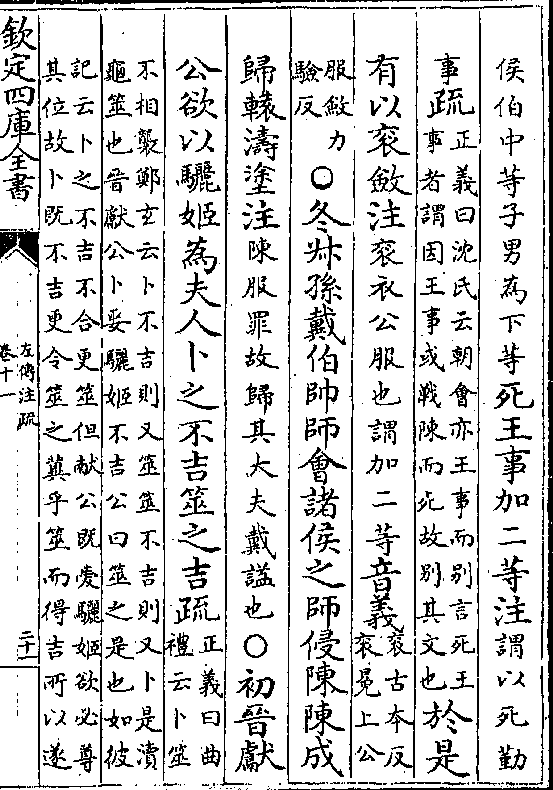 侯伯中等子男為下等死王事加二等注謂以死勤
事疏正義曰沈氏云朝會亦王事而别言死王
事者謂因王事或戰陳而死故别其文也於是
有以衮斂注衮衣公服也謂加二等音義衮古本反
衮冕上公
服斂力
驗反○冬叔孫戴伯帥師會諸侯之師侵陳陳成
歸轅濤塗注陳服罪故歸其大夫戴諡也○初晉獻
公欲以驪姬為夫人卜之不吉筮之吉疏正義曰曲
禮云卜筮
不相襲鄭玄云卜不吉則又筮筮不吉則又卜是瀆
龜筮也晉獻公卜娶驪姬不吉公曰筮之是也如彼
記云卜之不吉不合更筮但献公既愛驪姬欲必尊
其位故卜既不吉更令筮之冀乎筮而得吉所以遂
欽定四庫全書
左傳注疏
卷十一
二十一